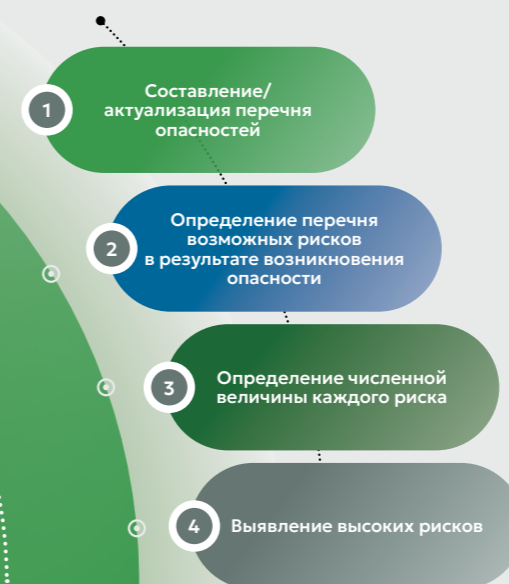 1
Составление/
актуализация перечня
опасностей
2
Определение перечня
возможных рисков
в результате возникновения
опасности
3
Определение численной
величины каждого риска
4
Выявление высоких рисков